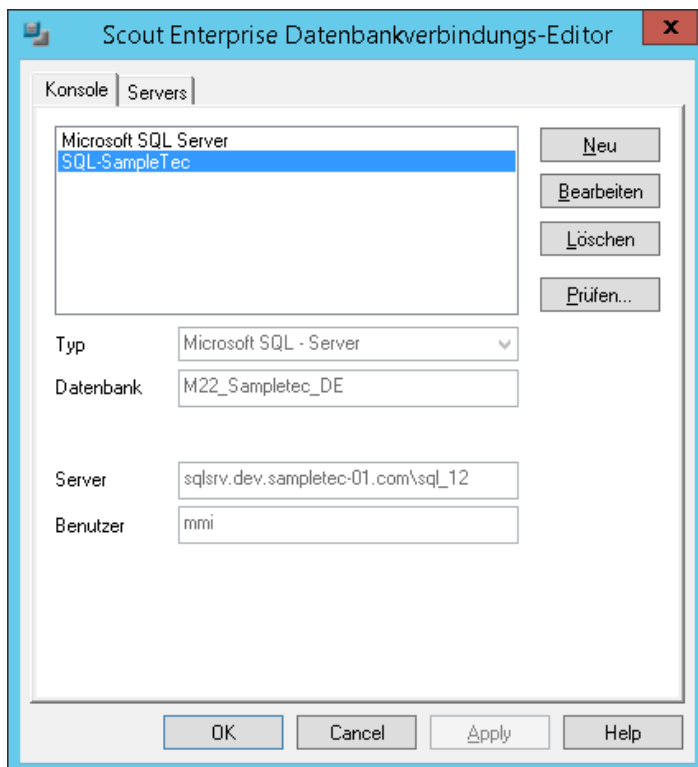 Scout Enterprise Datenbankverbindungs-Editor
x
Konsole
Servers
Microsoft SQL Server
SQL-SampleTec
Neu
Bearbeiten
Löschen
Prüfen...
Typ
Microsoft SQL - Server
Datenbank
M22_Sampletec_DE
Server
sqlsrv.dev.sampletec-01.com\sql_12
Benutzer
mmi
OK
Cancel
Apply
Help